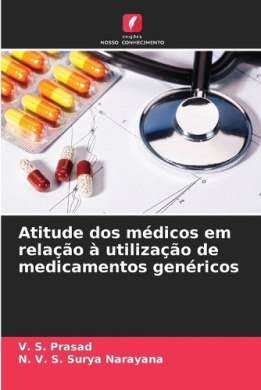 edições
NOSSO CONHECIMENTO
Atitude dos médicos em
relação à utilização de
medicamentos genéricos
V. S. Prasad
N. V. S. Surya Narayana